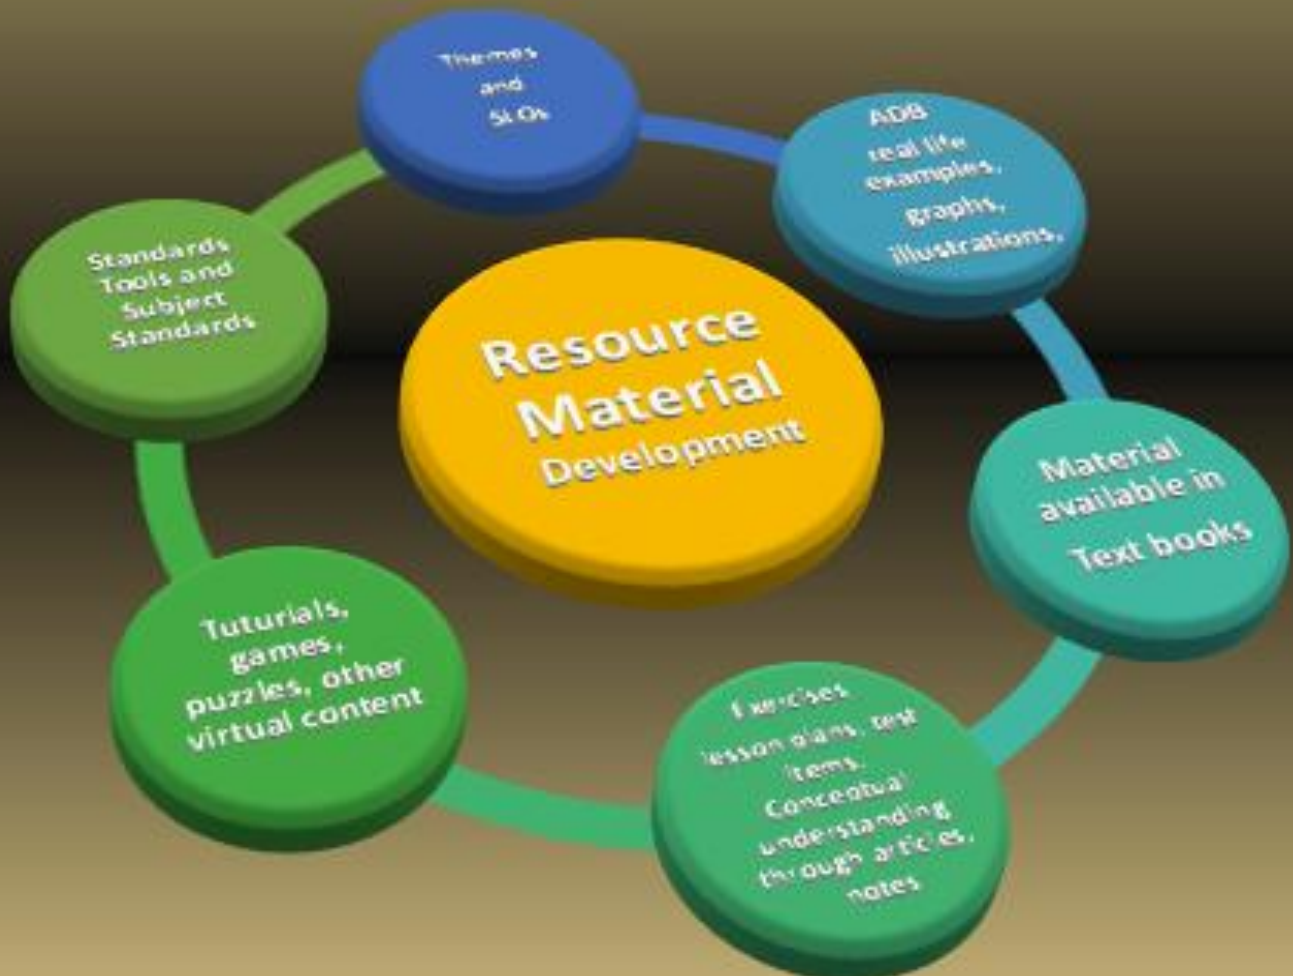 Themes
and
SLOs
ADB
real life
examples,
graphs,
illustrations,
Resource
Material
Development
Standards
Tools and
Subject
Standards
Material
available in
Text books
Tuturials,
games,
puzzles, other
virtual content
Exercises
lesson plans, test
items.
Conceptual
understanding
through articles,
notes